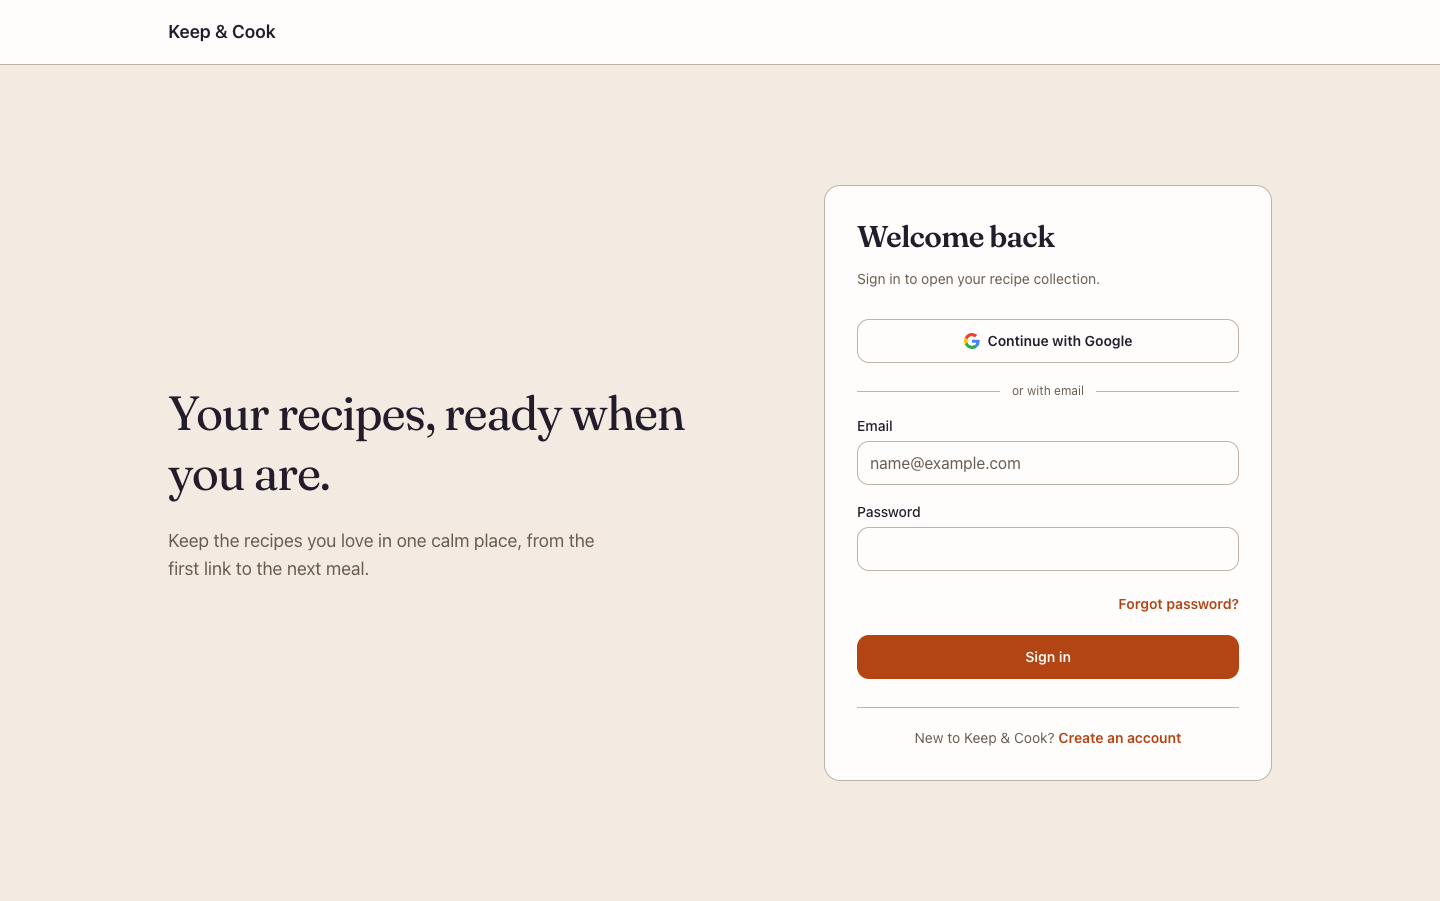 Keep & Cook
Your recipes, ready when
you are.
Keep the recipes you love in one calm place, from the
first link to the next meal.
Welcome back
Sign in to open your recipe collection.
Continue with Google
or with email
Email
name@example.com
Password
Forgot password?
Sign in
New to Keep & Cook? Create an account